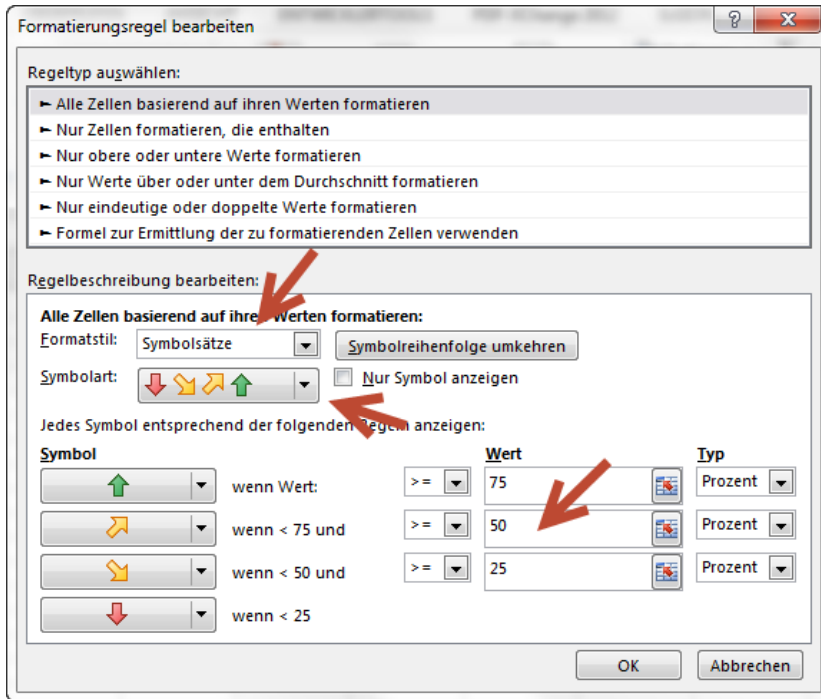 Formatierungsregel bearbeiten
Regeltyp auswählen:
Alle Zellen basierend auf ihren Werten formatieren
Nur Zellen formatieren, die enthalten
Nur obere oder untere Werte formatieren
Nur Werte über oder unter dem Durchschnitt formatieren
Nur eindeutige oder doppelte Werte formatieren
Formel zur Ermittlung der zu formatierenden Zellen verwenden
Regelbeschreibung bearbeiten:
Alle Zellen basierend auf ihren Werten formatieren:
Formatstil: Symbolsätze Symbolreihenfolge umkehren
Symbolart: Nur Symbol anzeigen
Jedes Symbol entsprechend der folgenden Regeln anzeigen:
Symbol Wert Typ
wenn Wert: >= 75 Prozent
wenn < 75 und >= 50 Prozent
wenn < 50 und >= 25 Prozent
wenn < 25
OK Abbrechen